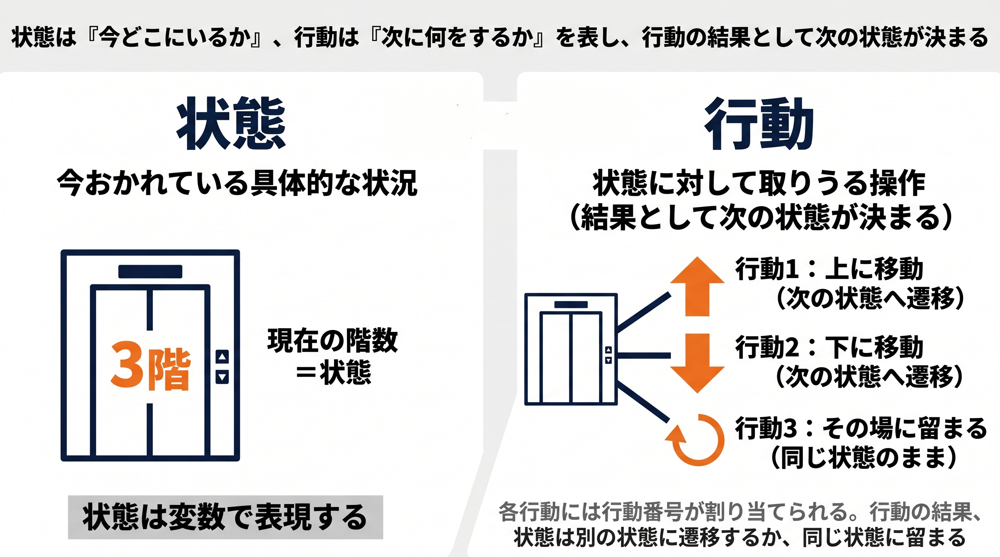 状態は『今どこにいるか』、行動は『次に何をするか』を表し、行動の結果として次の状態が決まる
状態
今おかれている具体的な状況
3階
現在の階数
＝状態
状態は変数で表現する
行動
状態に対して取りうる操作
（結果として次の状態が決まる）
行動1：上に移動
（次の状態へ遷移）
行動2：下に移動
（次の状態へ遷移）
行動3：その場に留まる
（同じ状態のまま）
各行動には行動番号が割り当てられる。行動の結果、
状態は別の状態に遷移するか、同じ状態に留まる